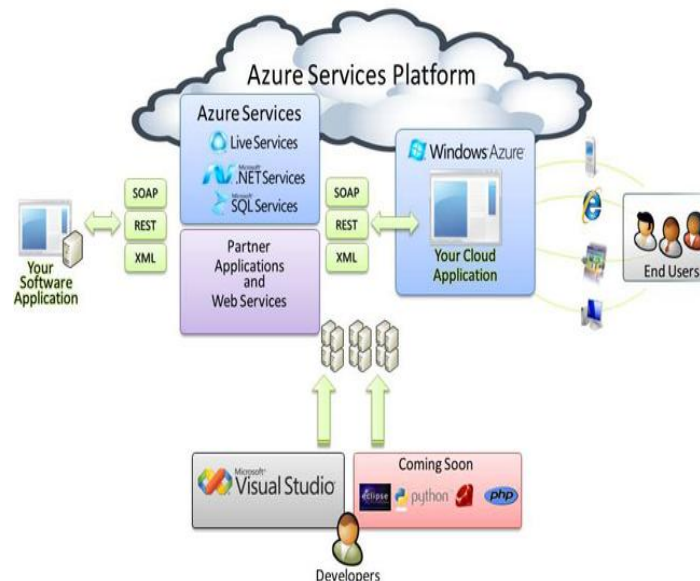 Azure Services Platform
Azure Services
Live Services
Microsoft
.NET Services
Microsoft
SQL Services
Windows Azure
SOAP
REST
XML
SOAP
REST
XML
Your
Software
Application
Partner
Applications
and
Web Services
Your Cloud
Application
End Users
Microsoft
Visual Studio
Coming Soon
eclipse
python
php
Developers